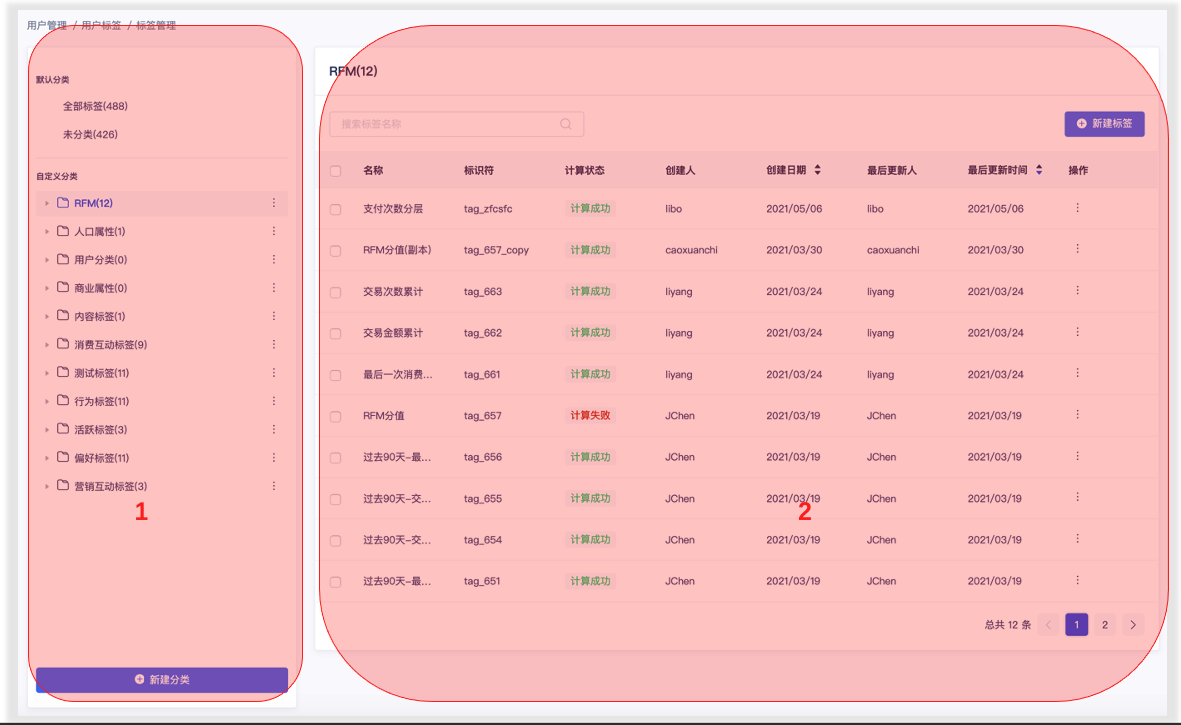 用户管理 / 用户标签 / 标签管理
默认分类
全部标签(488)
未分类(426)
自定义分类
RFM(12)
人口属性(1)
用户分类(0)
商业属性(0)
内容标签(1)
消费互动标签(9)
测试标签(11)
行为标签(11)
活跃标签(3)
偏好标签(11)
营销互动标签(3)
1
新建分类
RFM(12)
搜索标签名称 新建标签
名称 标识符 计算状态 创建人 创建日期 最后更新人 最后更新时间 操作
支付次数分层 tag_zfcsfc 计算成功 libo 2021/05/06 libo 2021/05/06
RFM分值(副本) tag_657_copy 计算成功 caoxuanchi 2021/03/30 caoxuanchi 2021/03/30
交易次数累计 tag_663 计算成功 liyang 2021/03/24 liyang 2021/03/24
交易金额累计 tag_662 计算成功 liyang 2021/03/24 liyang 2021/03/24
最后一次消费... tag_661 计算成功 liyang 2021/03/24 liyang 2021/03/24
RFM分值 tag_657 计算失败 JChen 2021/03/19 JChen 2021/03/19
过去90天-最... tag_656 计算成功 JChen 2021/03/19 JChen 2021/03/19
过去90天-交... tag_655 计算成功 JChen 2021/03/19 JChen 2021/03/19
2
过去90天-交... tag_654 计算成功 JChen 2021/03/19 JChen 2021/03/19
过去90天-最... tag_651 计算成功 JChen 2021/03/19 JChen 2021/03/19
总共 12 条 < 1 2 >